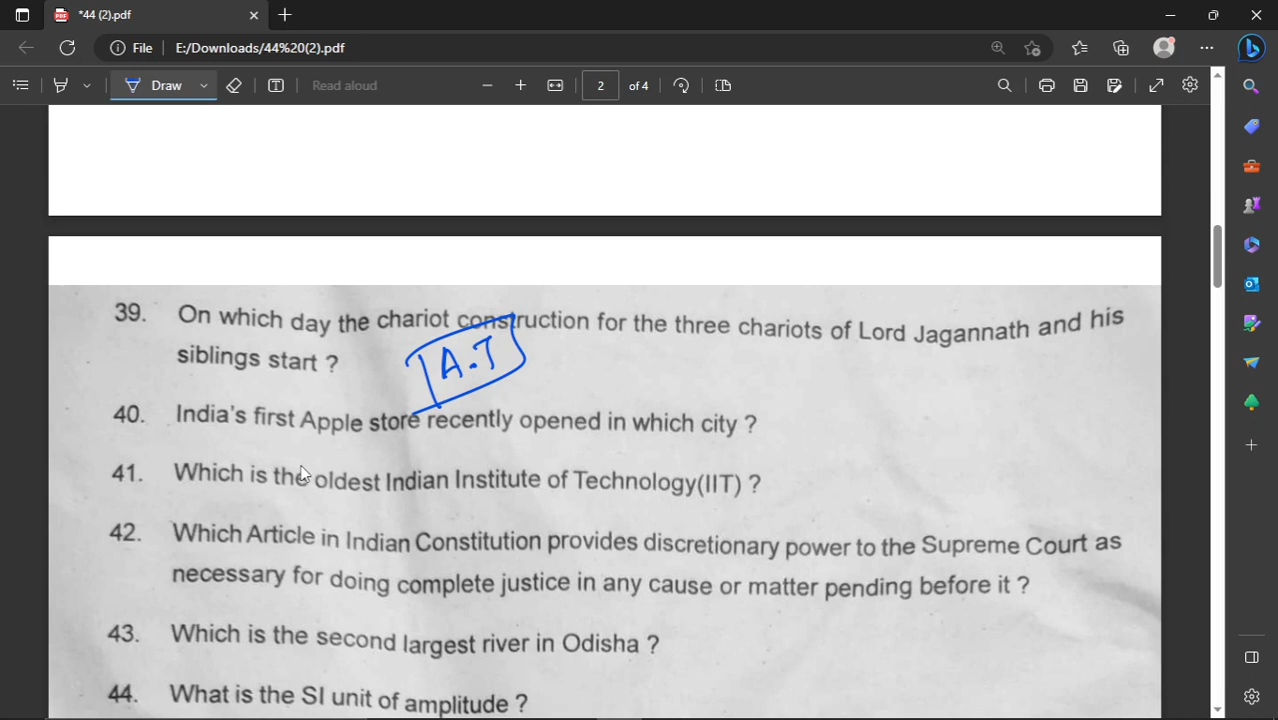 *44 (2).pdf
File
E:/Downloads/44%20(2).pdf
Draw
Read aloud
2
of 4
39. On which day the chariot construction for the three chariots of Lord Jagannath and his
siblings start ?
A.T
40. India's first Apple store recently opened in which city ?
41. Which is the oldest Indian Institute of Technology(IIT) ?
42. Which Article in Indian Constitution provides discretionary power to the Supreme Court as
necessary for doing complete justice in any cause or matter pending before it ?
43. Which is the second largest river in Odisha ?
44. What is the SI unit of amplitude ?